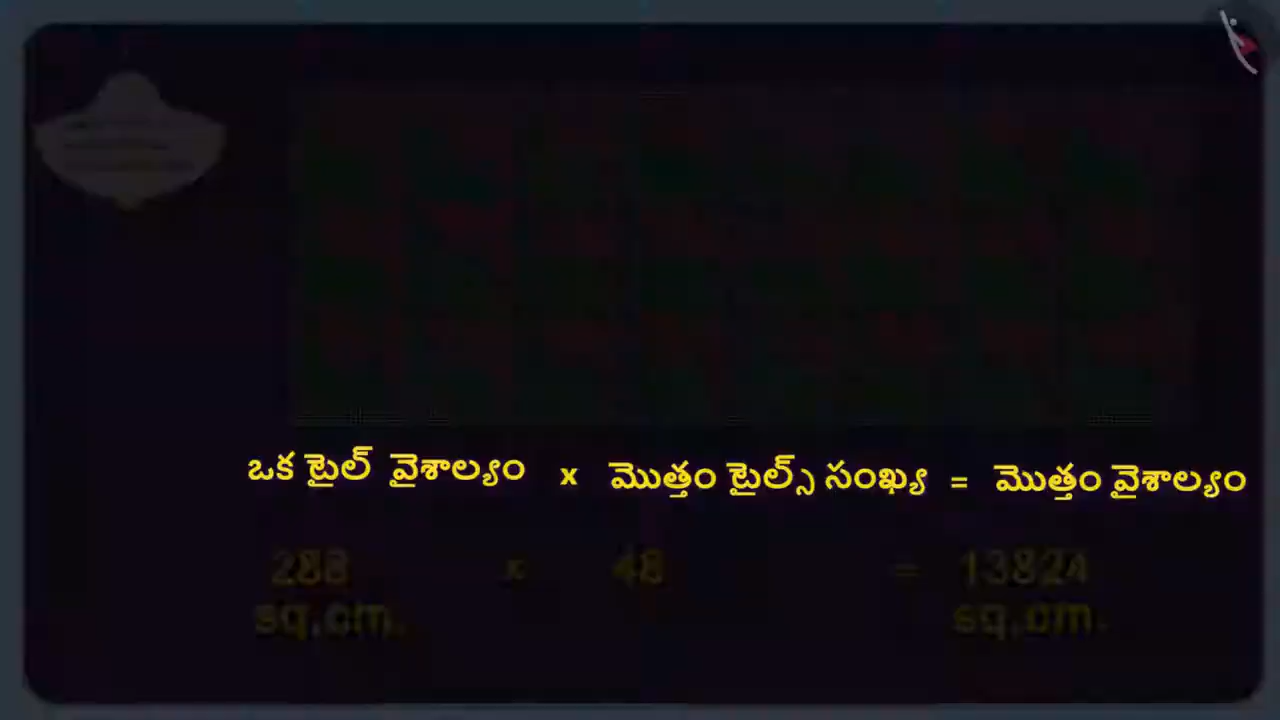 ఒక టైల్ వైశాల్యం x మొత్తం టైల్స్ సంఖ్య = మొత్తం వైశాల్యం
288 x 48 = 13824
sq.cm. sq.cm.